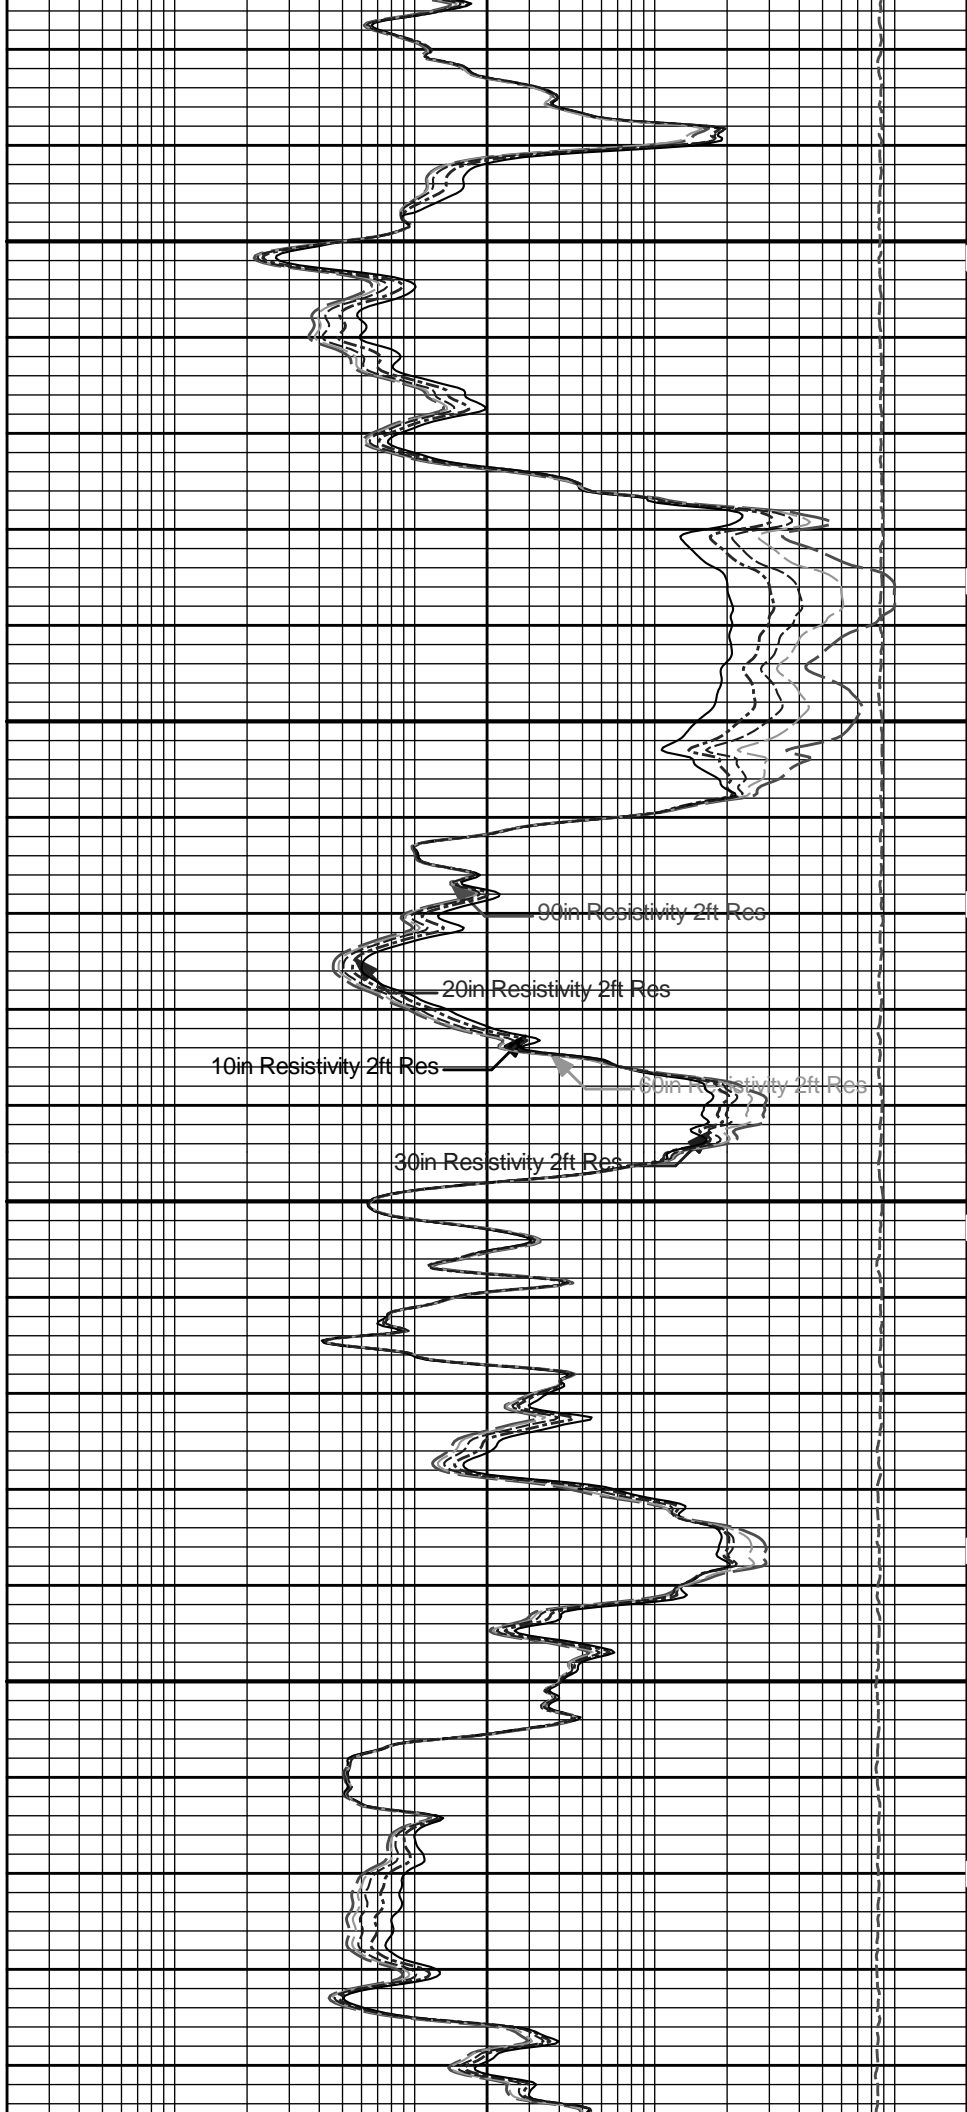 90in Resistivity 2ft Res
20in Resistivity 2ft Res
10in Resistivity 2ft Res
60in Resistivity 2ft Res
30in Resistivity 2ft Res